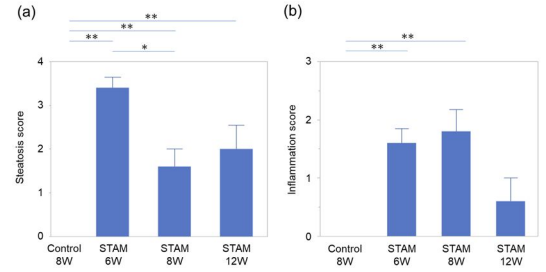 (a)
**
**
**
*
Steatosis score
4
3
2
1
0
Control
8W
STAM
6W
STAM
8W
STAM
12W
(b)
**
**
Inflammation score
3
2
1
0
Control
8W
STAM
6W
STAM
8W
STAM
12W